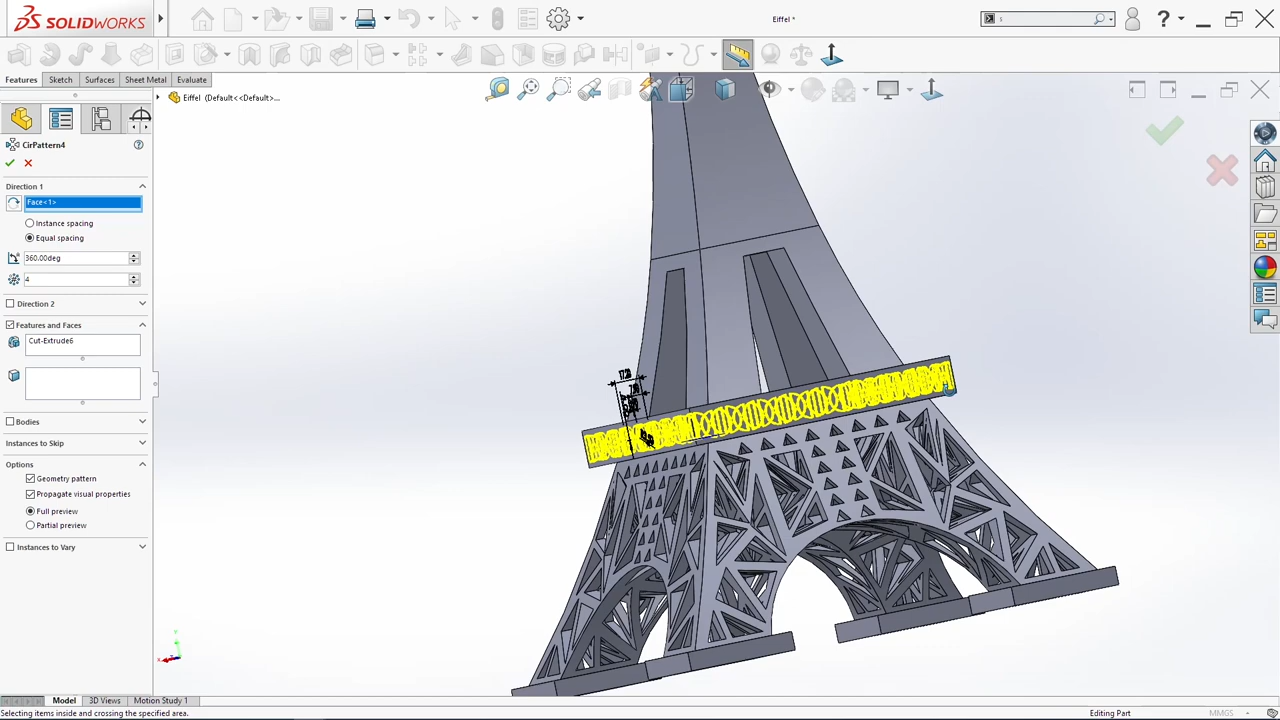 SOLIDWORKS
Eiffel *
s
Features
Sketch
Surfaces
Sheet Metal
Evaluate
Eiffel (Default<<Default>...
CirPattern4
Direction 1
Face<1>
Instance spacing
Equal spacing
360.00deg
4
Direction 2
Features and Faces
Cut-Extrude6
Bodies
Instances to Skip
Options
Geometry pattern
Propagate visual properties
Full preview
Partial preview
Instances to Vary
Model
3D Views
Motion Study 1
Selecting items inside and crossing the specified area.
Editing Part
MMGS